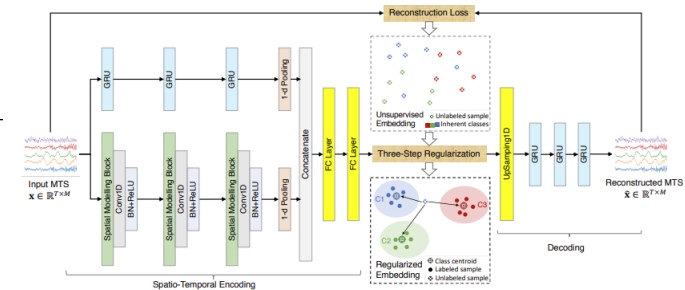 Reconstruction Loss
GRU
GRU
GRU
1-d Pooling
Spatial Modelling Block
Conv1D
BN+ReLU
Spatial Modelling Block
Conv1D
BN+ReLU
Spatial Modelling Block
Conv1D
BN+ReLU
1-d Pooling
Concatenate
FC Layer
FC Layer
Input MTS
x ∈ ℝ^{T×M}
Spatio-Temporal Encoding
Unsupervised
Embedding
Unlabeled sample
Inherent classes
Three-Step Regularization
C1
C3
C2
Regularized
Embedding
Class centroid
Labeled sample
Unlabeled sample
UpSamping1D
GRU
GRU
GRU
Reconstructed MTS
x̃ ∈ ℝ^{T×M}
Decoding